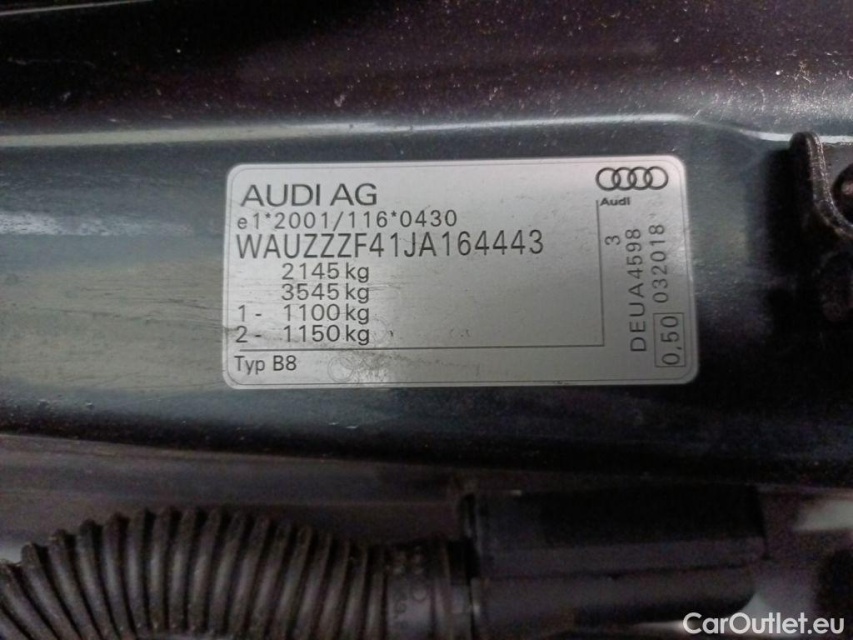 AUDI AG
e1*2001/116*0430
WAUZZZF41JA164443
2145 kg
3545 kg
1 - 1100 kg
2 - 1150 kg
Typ B8
Audi
3
DEUA4598
0,50 032018
CarOutlet.eu